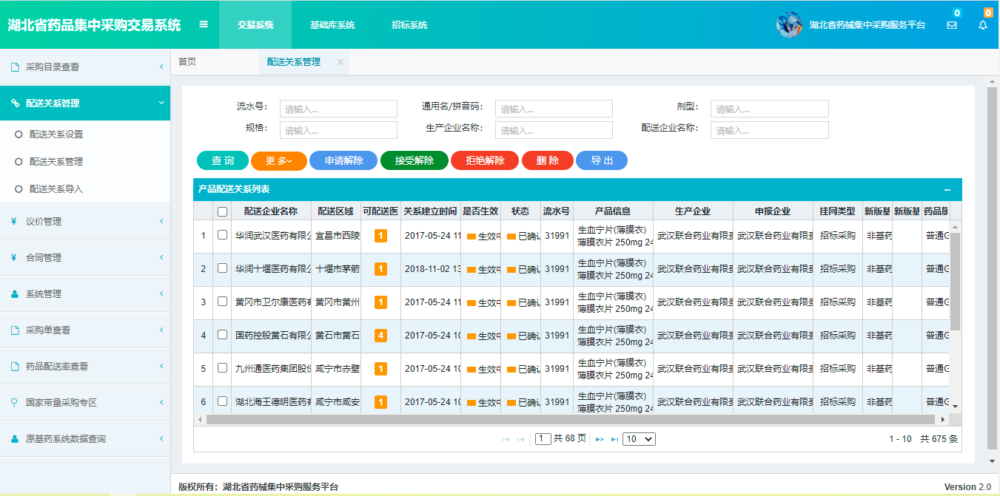 湖北省药品集中采购交易系统 交易系统 基础库系统 招标系统 湖北省药械集中采购服务平台 0 0
首页 配送关系管理
采购目录查看
配送关系管理
配送关系设置
配送关系管理
配送关系导入
议价管理
合同管理
系统管理
采购单查看
药品配送率查看
国家带量采购专区
原基药系统数据查询
流水号: 请输入... 通用名/拼音码: 请输入... 剂型: 请输入...
规格: 请输入... 生产企业名称: 请输入... 配送企业名称: 请输入...
查 询 更 多 申请解除 接受解除 拒绝解除 删 除 导 出
产品配送关系列表
配送企业名称 配送区域 可配送医 关系建立时间 是否生效 状态 流水号 产品信息 生产企业 申报企业 挂网类型 新版基 新版基 药品属
1 华润武汉医药有限公 宜昌市西陵 1 2017-05-24 11 生效中 已确认 31991 生血宁片(薄膜衣) 武汉联合药业有限责 武汉联合药业有限责 招标采购 非基药 普通G
薄膜衣片 250mg 24
2 华润十堰医药有限公 十堰市茅箭 1 2018-11-02 13 生效中 已确认 31991 生血宁片(薄膜衣) 武汉联合药业有限责 武汉联合药业有限责 招标采购 非基药 普通G
薄膜衣片 250mg 24
3 黄冈市卫尔康医药有 黄冈市黄州 1 2017-05-24 11 生效中 已确认 31991 生血宁片(薄膜衣) 武汉联合药业有限责 武汉联合药业有限责 招标采购 非基药 普通G
薄膜衣片 250mg 24
4 国药控股黄石有限公 黄石市黄石 4 2017-05-24 10 生效中 已确认 31991 生血宁片(薄膜衣) 武汉联合药业有限责 武汉联合药业有限责 招标采购 非基药 普通G
薄膜衣片 250mg 24
5 九州通医药集团股份 咸宁市赤壁 1 2017-05-24 10 生效中 已确认 31991 生血宁片(薄膜衣) 武汉联合药业有限责 武汉联合药业有限责 招标采购 非基药 普通G
薄膜衣片 250mg 24
6 湖北海王德明医药有 咸宁市咸安 1 2017-05-24 10 生效中 已确认 31991 生血宁片(薄膜衣) 武汉联合药业有限责 武汉联合药业有限责 招标采购 非基药 普通G
薄膜衣片 250mg 24
1 共 68 页 10 1 - 10 共 675 条
版权所有: 湖北省药械集中采购服务平台 Version 2.0